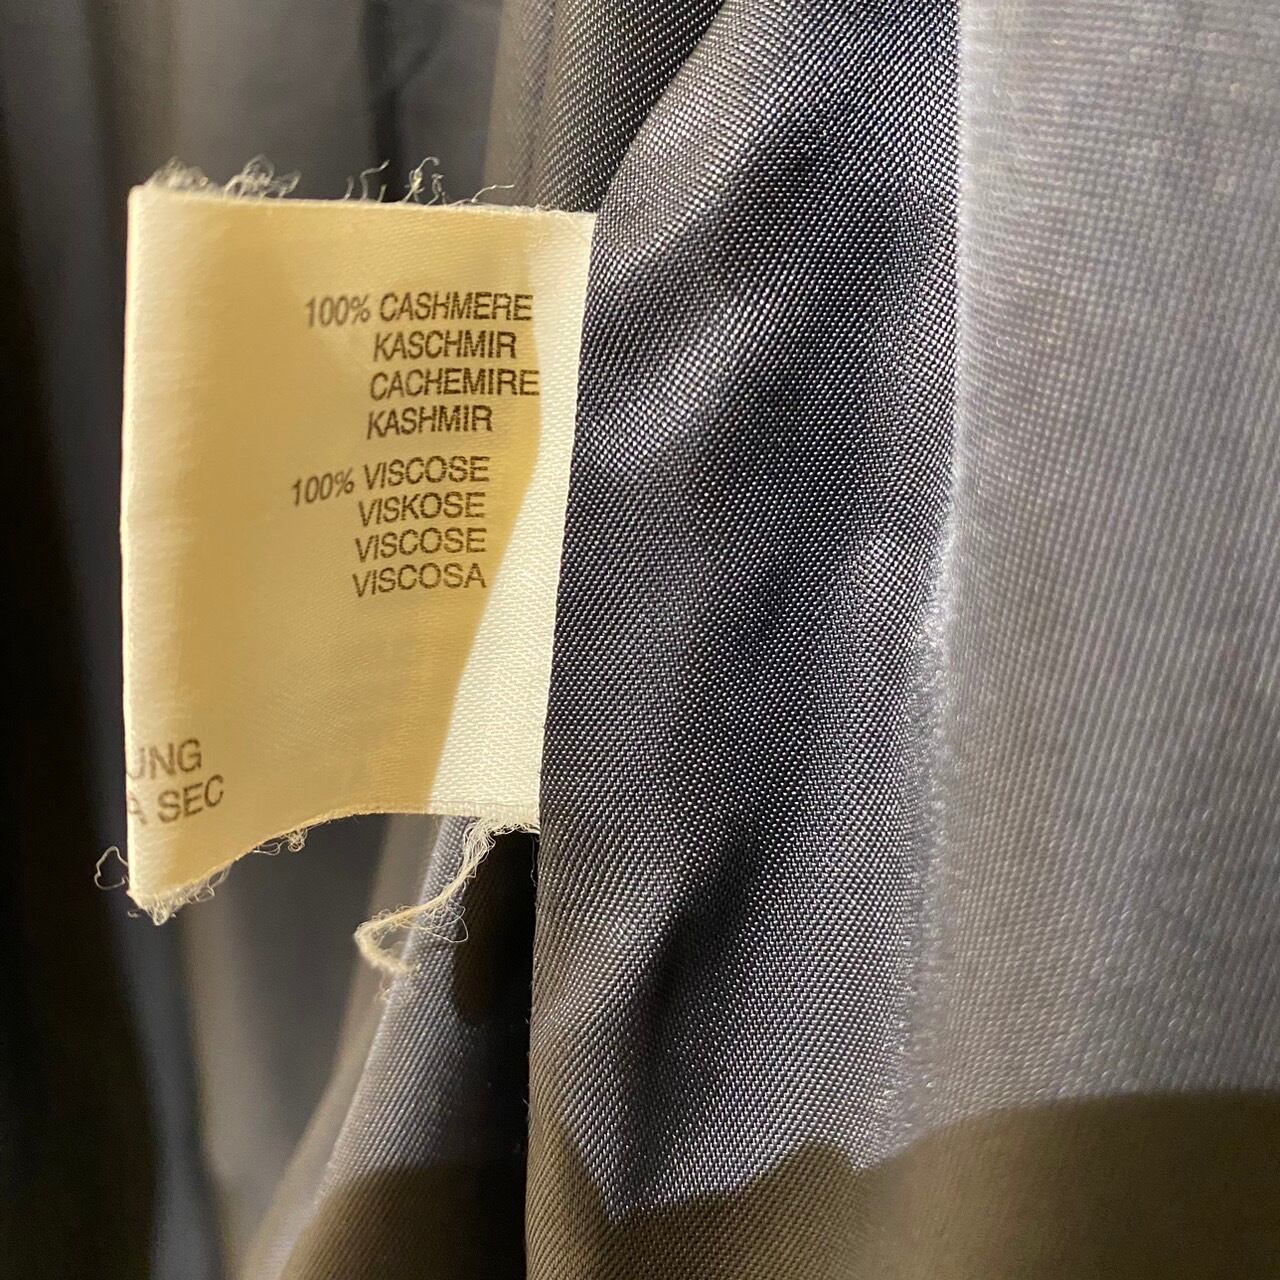 100% CASHMERE
KASCHMIR
CACHEMIRE
KASHMIR
100% VISCOSE
VISKOSE
VISCOSE
VISCOSA
UNG
A SEC